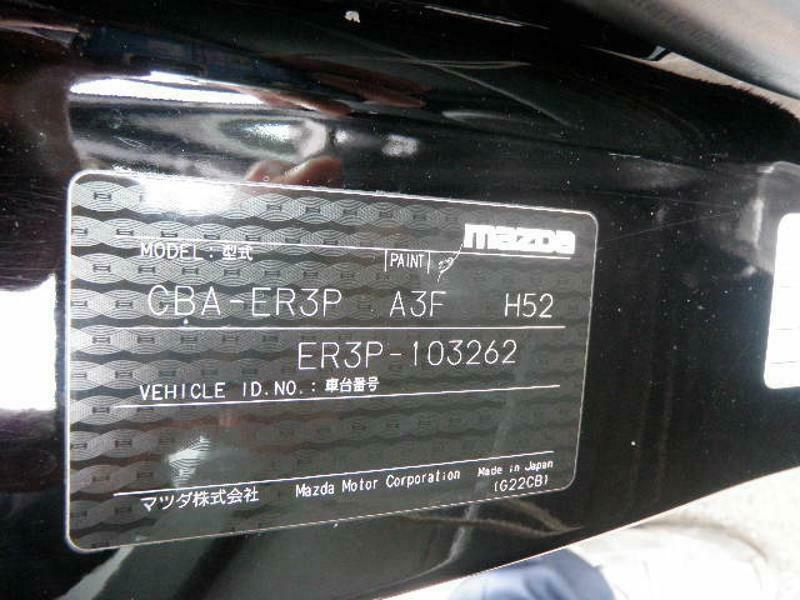 mazda
MODEL : 型式 PAINT
CBA-ER3P A3F H52
ER3P-103262
VEHICLE ID.NO.: 車台番号
マツダ株式会社 Mazda Motor Corporation Made in Japan
(G22CB)